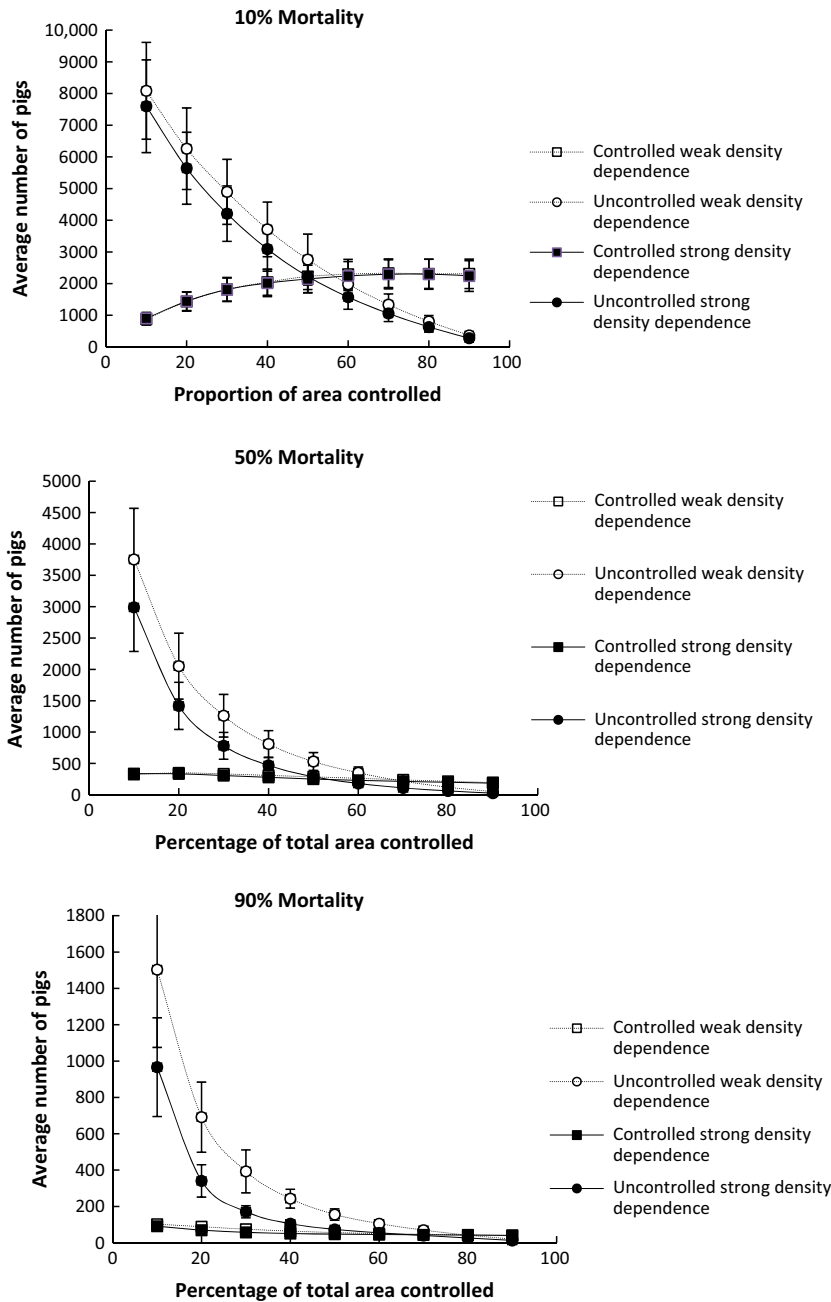 10% Mortality
Average number of pigs
10,000
9000
8000
7000
6000
5000
4000
3000
2000
1000
0
0
20
40
60
80
100
Proportion of area controlled
Controlled weak density
dependence
Uncontrolled weak density
dependence
Controlled strong density
dependence
Uncontrolled strong
density dependence
50% Mortality
Average number of pigs
5000
4500
4000
3500
3000
2500
2000
1500
1000
500
0
0
20
40
60
80
100
Percentage of total area controlled
Controlled weak density
dependence
Uncontrolled weak density
dependence
Controlled strong density
dependence
Uncontrolled strong density
dependence
90% Mortality
Average number of pigs
1800
1600
1400
1200
1000
800
600
400
200
0
0
20
40
60
80
100
Percentage of total area controlled
Controlled weak density
dependence
Uncontrolled weak density
dependence
Controlled strong density
dependence
Uncontrolled strong density
dependence